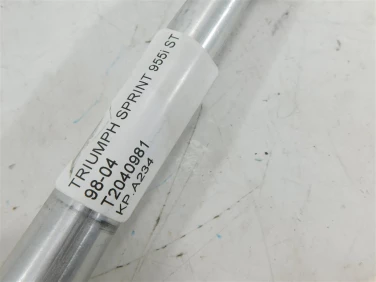 TRIUMPH SPRINT 955i ST
98-04
T2040981
KP A234